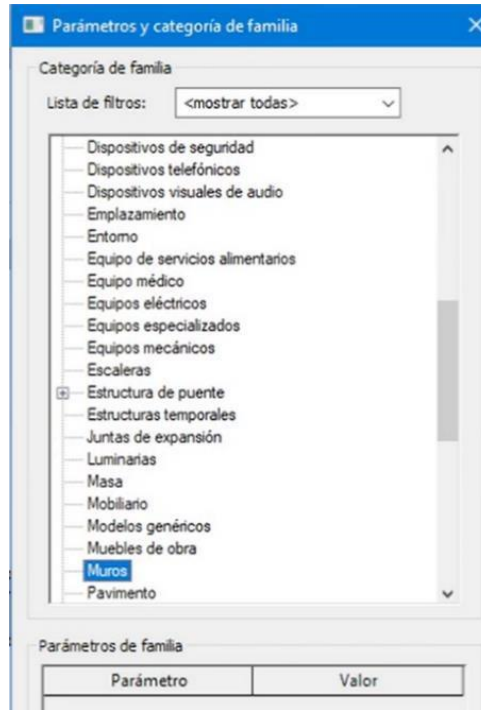 Parámetros y categoría de familia
Categoría de familia
Lista de filtros: <mostrar todas>
Dispositivos de seguridad
Dispositivos telefónicos
Dispositivos visuales de audio
Emplazamiento
Entorno
Equipo de servicios alimentarios
Equipo médico
Equipos eléctricos
Equipos especializados
Equipos mecánicos
Escaleras
Estructura de puente
Estructuras temporales
Juntas de expansión
Luminarias
Masa
Mobiliario
Modelos genéricos
Muebles de obra
Muros
Pavimento
Parámetros de familia
Parámetro Valor